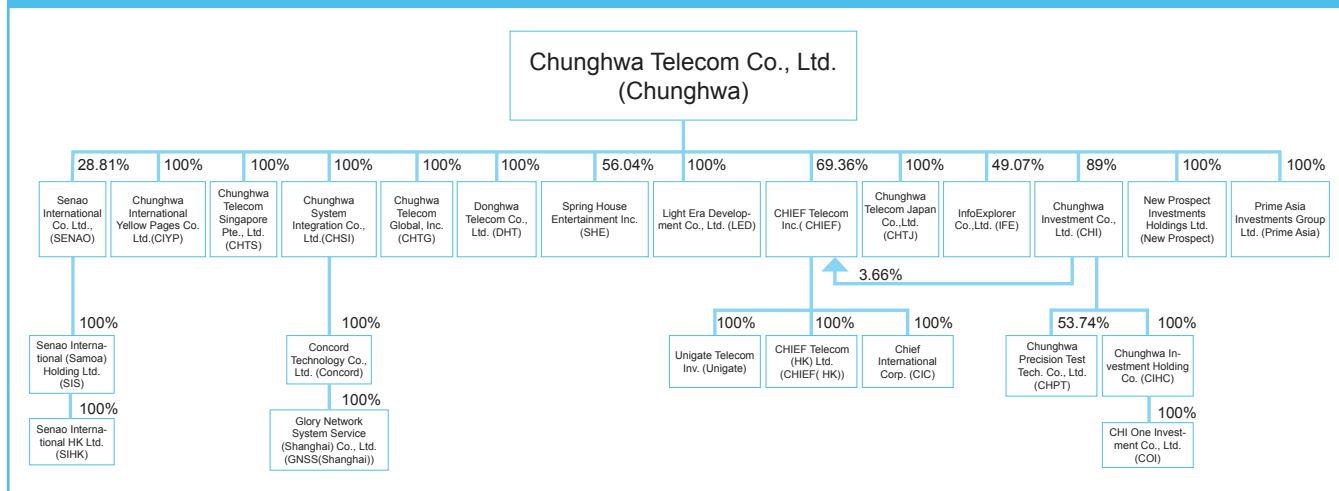 Chunghwa Telecom Co., Ltd.
(Chunghwa)
28.81%
100%
100%
100%
100%
100%
56.04%
100%
69.36%
100%
49.07%
89%
100%
100%
Senao
International
Co. Ltd.,
(SENAO)
Chunghwa
International
Yellow Pages Co.
Ltd.(CIYP)
Chunghwa
Telecom
Singapore
Pte., Ltd.
(CHTS)
Chunghwa
System
Integration Co.,
Ltd.(CHSI)
Chughwa
Telecom
Global, Inc.
(CHTG)
Donghwa
Telecom Co.,
Ltd. (DHT)
Spring House
Entertainment Inc.
(SHE)
Light Era Develop-
ment Co., Ltd. (LED)
CHIEF Telecom
Inc.( CHIEF)
Chunghwa
Telecom Japan
Co.,Ltd.
(CHTJ)
InfoExplorer
Co.,Ltd. (IFE)
Chunghwa
Investment Co.,
Ltd. (CHI)
New Prospect
Investments
Holdings Ltd.
(New Prospect)
Prime Asia
Investments Group
Ltd. (Prime Asia)
3.66%
100%
100%
100%
100%
100%
53.74%
100%
Senao Interna-
tional (Samoa)
Holding Ltd.
(SIS)
Concord
Technology Co.,
Ltd. (Concord)
Unigate Telecom
Inv. (Unigate)
CHIEF Telecom
(HK) Ltd.
(CHIEF( HK))
Chief
International
Corp. (CIC)
Chunghwa
Precision Test
Tech. Co., Ltd.
(CHPT)
Chunghwa In-
vestment Holding
Co. (CIHC)
100%
100%
100%
Senao Interna-
tional HK Ltd.
(SIHK)
Glory Network
System Service
(Shanghai) Co., Ltd.
(GNSS(Shanghai))
CHI One Invest-
ment Co., Ltd.
(COI)